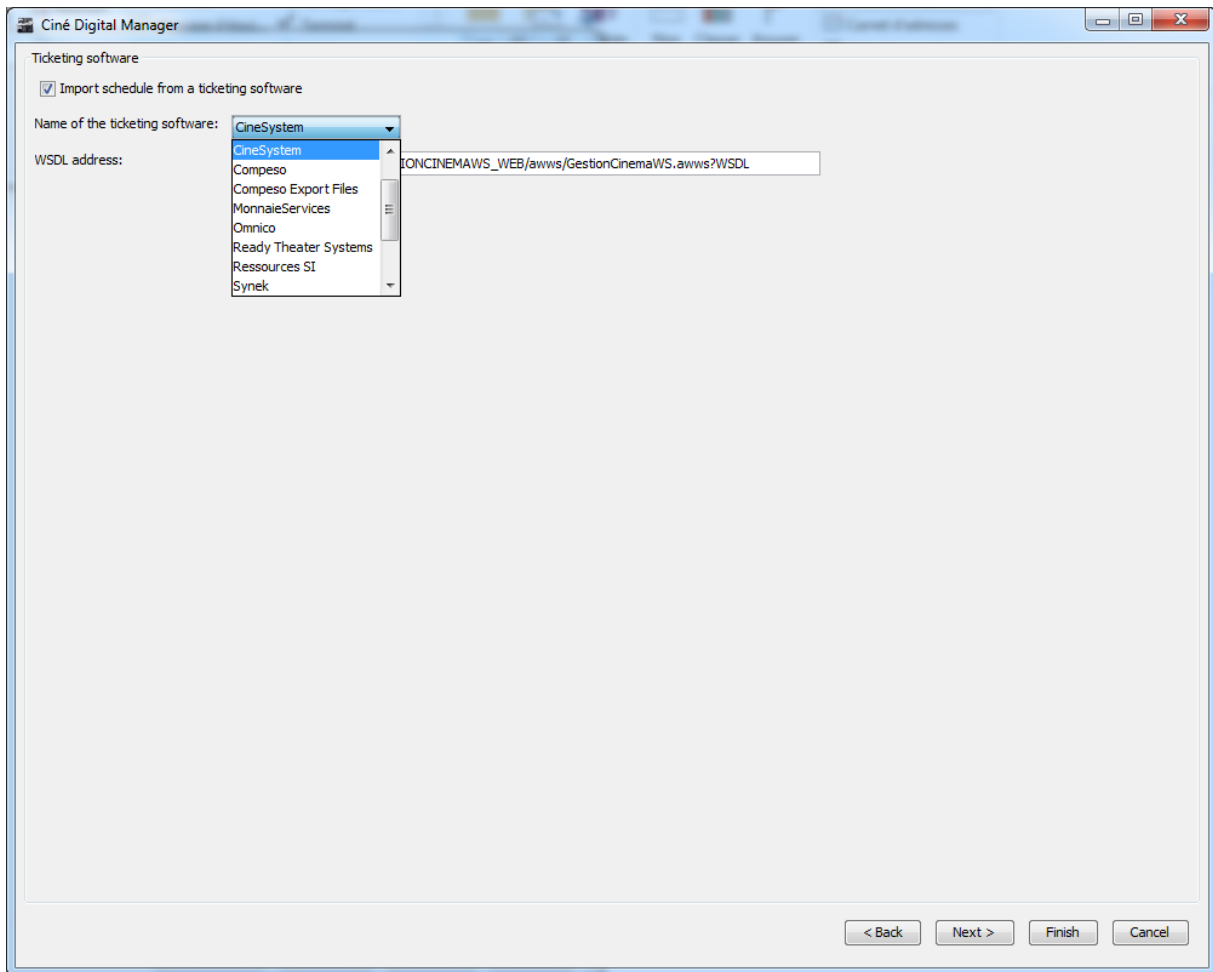 Ciné Digital Manager
Carnet d'adresses
Ticketing software
Import schedule from a ticketing software
Name of the ticketing software: CineSystem
WSDL address: IONCINEMAWS_WEB/awws/GestionCinemaWS.awws?WSDL
CineSystem
Compeso
Compeso Export Files
MonnaieServices
Omnico
Ready Theater Systems
Ressources SI
Synek
< Back Next > Finish Cancel